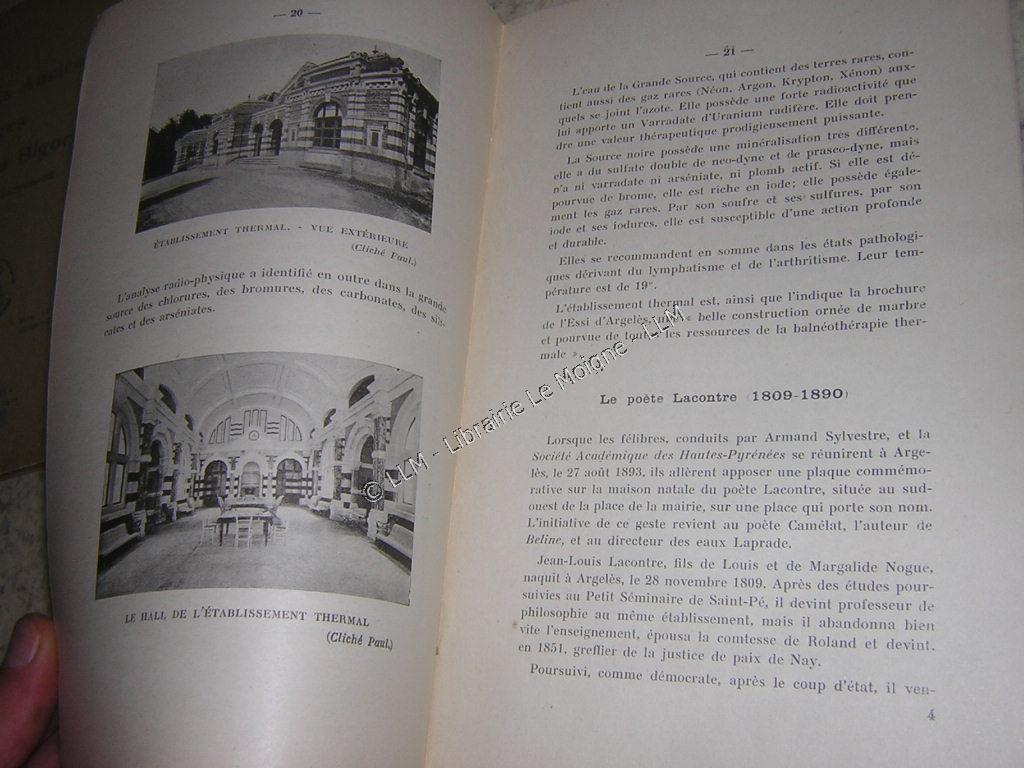 — 20 —
ÉTABLISSEMENT THERMAL. - VUE EXTÉRIEURE
(Cliché Paul.)
L'analyse radio-physique a identifié en outre dans la grande
source des chlorures, des bromures, des carbonates, des sili-
cates et des arséniates.
LE HALL DE L'ÉTABLISSEMENT THERMAL
(Cliché Paul.)
— 21 —
L'eau de la Grande Source, qui contient des terres rares, con-
tient aussi des gaz rares (Néon, Argon, Krypton, Xénon) aux-
quels se joint l'azote. Elle possède une forte radioactivité que
lui apporte un Varradate d'Uranium radifère. Elle doit pren-
dre une valeur thérapeutique prodigieusement puissante.
La Source noire possède une minéralisation très différente,
elle a du sulfate double de neo-dyne et de praseo-dyne, mais
n'a ni varradate ni arséniate, ni plomb actif. Si elle est dé-
pourvue de brome, elle est riche en iode; elle possède égale-
ment les gaz rares. Par son soufre et ses sulfures, par son
iode et ses iodures, elle est susceptible d'une action profonde
et durable.
Elles se recommandent en somme dans les états pathologi-
ques dérivant du lymphatisme et de l'arthritisme. Leur tem-
pérature est de 19°.
L'établissement thermal est, ainsi que l'indique la brochure
de l'Essi d'Argelès, une « belle construction ornée de marbre
et pourvue de toutes les ressources de la balnéothérapie ther-
male ».
Le poète Lacontre (1809-1890)
Lorsque les félibres, conduits par Armand Sylvestre, et la
Société Académique des Hautes-Pyrénées se réunirent à Arge-
lès, le 27 août 1893, ils allèrent apposer une plaque commémo-
rative sur la maison natale du poète Lacontre, située au sud-
ouest de la place de la mairie, sur une place qui porte son nom.
L'initiative de ce geste revient au poète Camélat, l'auteur de
Beline, et au directeur des eaux Laprade.
Jean-Louis Lacontre, fils de Louis et de Margalide Nogue,
naquit à Argelès, le 28 novembre 1809. Après des études pour-
suivies au Petit Séminaire de Saint-Pé, il devint professeur de
philosophie au même établissement, mais il abandonna bien
vite l'enseignement, épousa la comtesse de Roland et devint,
en 1851, greffier de la justice de paix de Nay.
Poursuivi, comme démocrate, après le coup d'état, il ven-
4
© LLM - Librairie Le Moigne - LLM